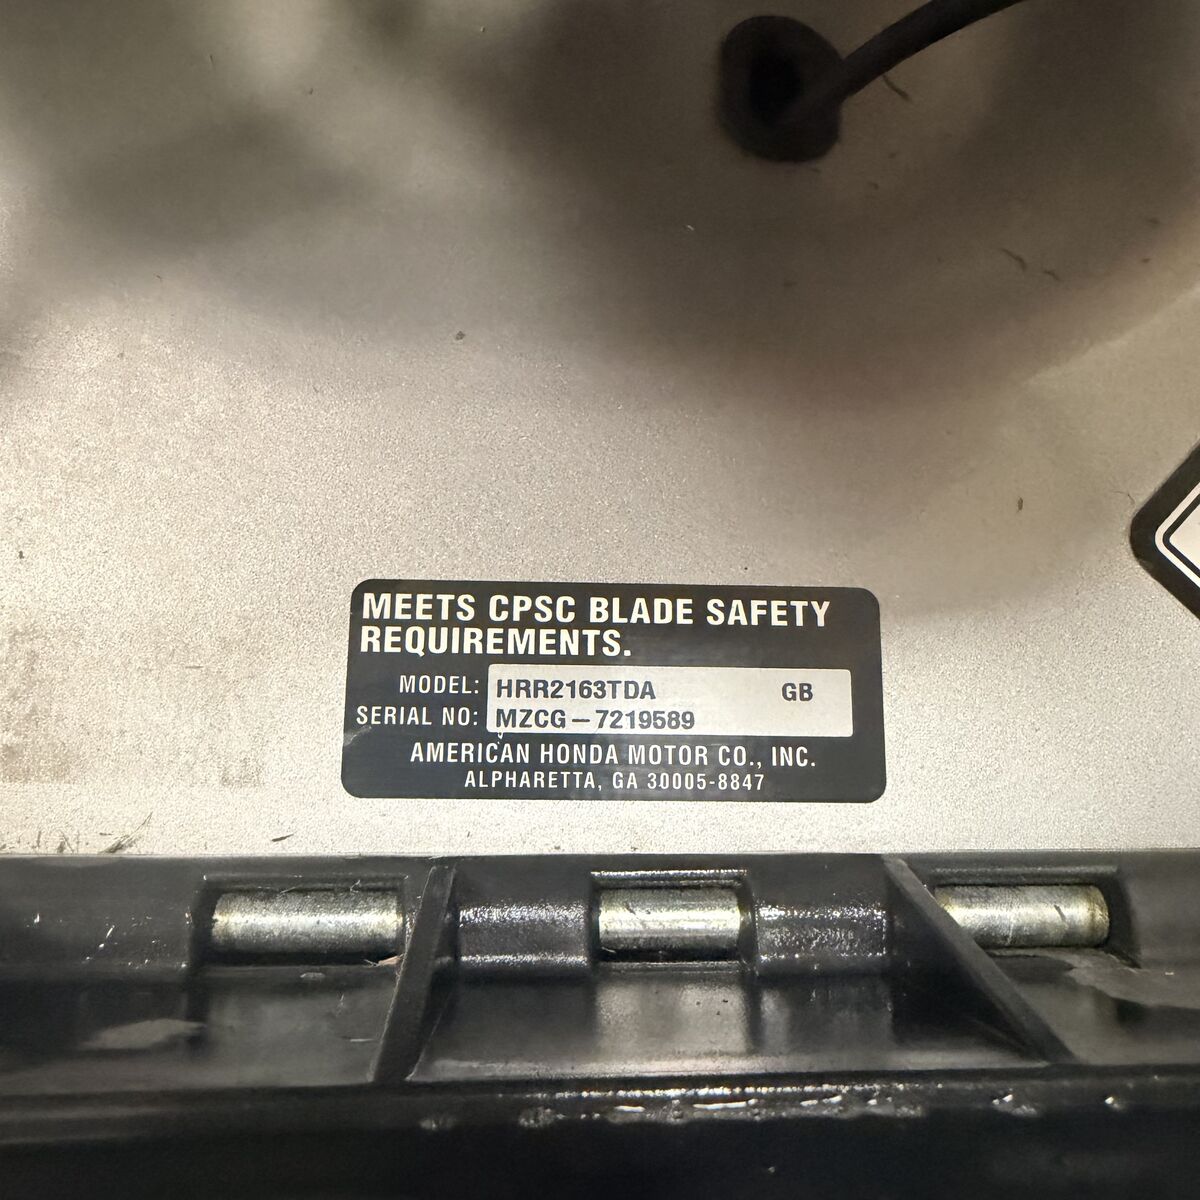 MEETS CPSC BLADE SAFETY
REQUIREMENTS.
MODEL: HRR2163TDA GB
SERIAL NO: MZCG-7219589
AMERICAN HONDA MOTOR CO., INC.
ALPHARETTA, GA 30005-8847